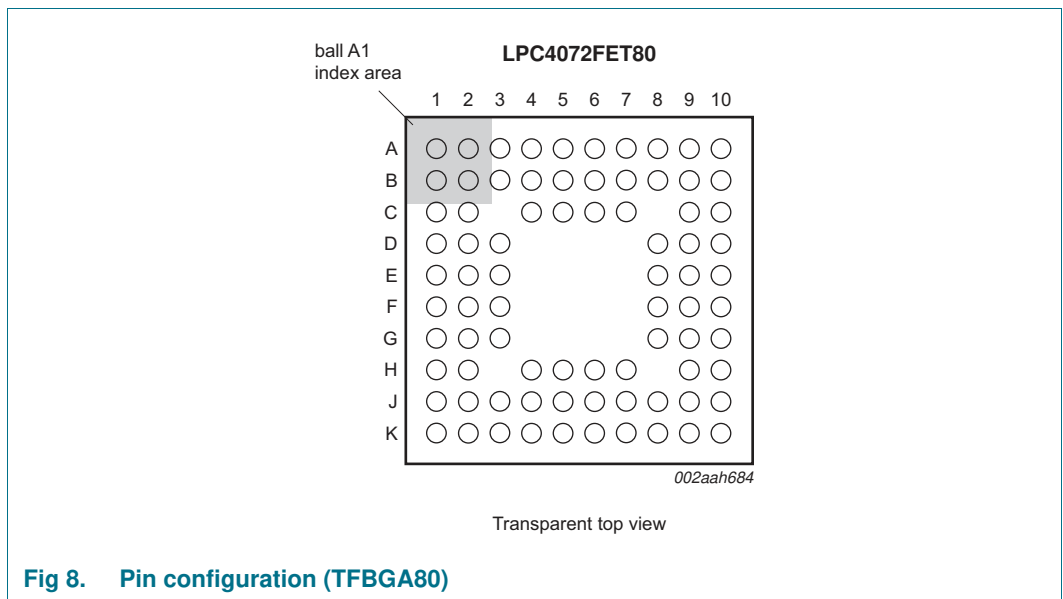 ball A1
index area
LPC4072FET80
1 2 3 4 5 6 7 8 9 10
A
B
C
D
E
F
G
H
J
K
002aah684
Transparent top view
Fig 8. Pin configuration (TFBGA80)